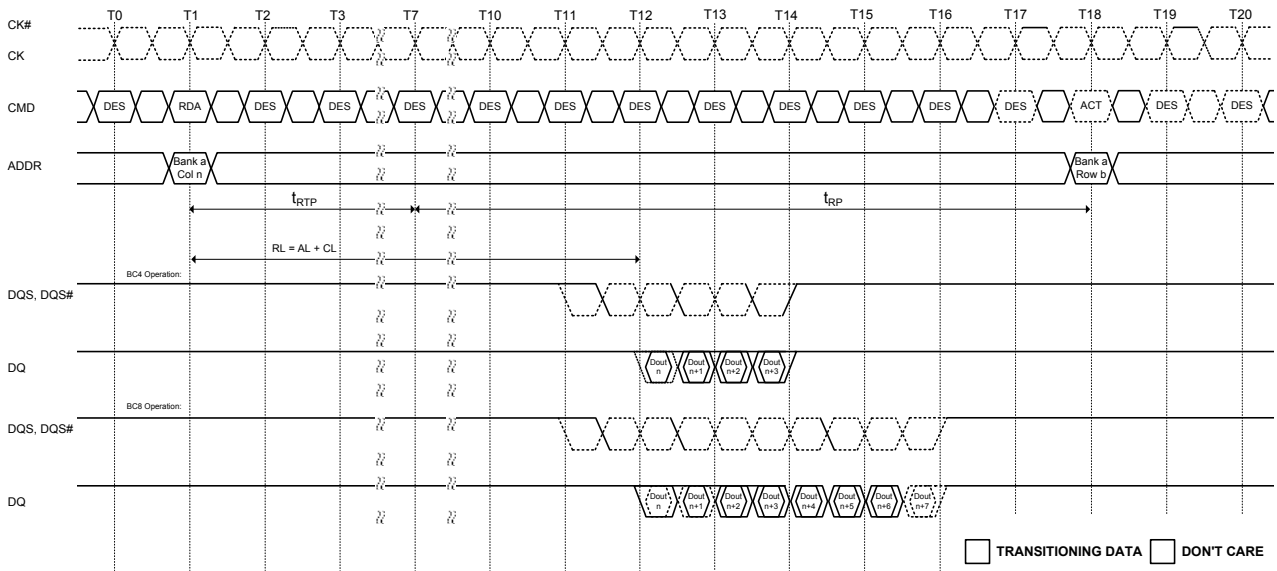 T0 T1 T2 T3 T7 T10 T11 T12 T13 T14 T15 T16 T17 T18 T19 T20
CK#
CK
CMD DES RDA DES DES DES DES DES DES DES DES DES DES DES ACT DES DES
ADDR
Bank a
Col n
Bank a
Row b
tRTP tRP
RL = AL + CL
BC4 Operation:
DQS, DQS#
DQ
Dout n
Dout n+1
Dout n+2
Dout n+3
BC8 Operation:
DQS, DQS#
DQ
Dout n
Dout n+1
Dout n+2
Dout n+3
Dout n+4
Dout n+5
Dout n+6
Dout n+7
TRANSITIONING DATA DON'T CARE